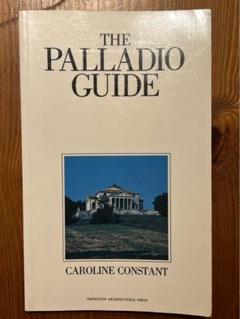 THE
PALLADIO
GUIDE
CAROLINE CONSTANT
PRINCETON ARCHITECTURAL PRESS